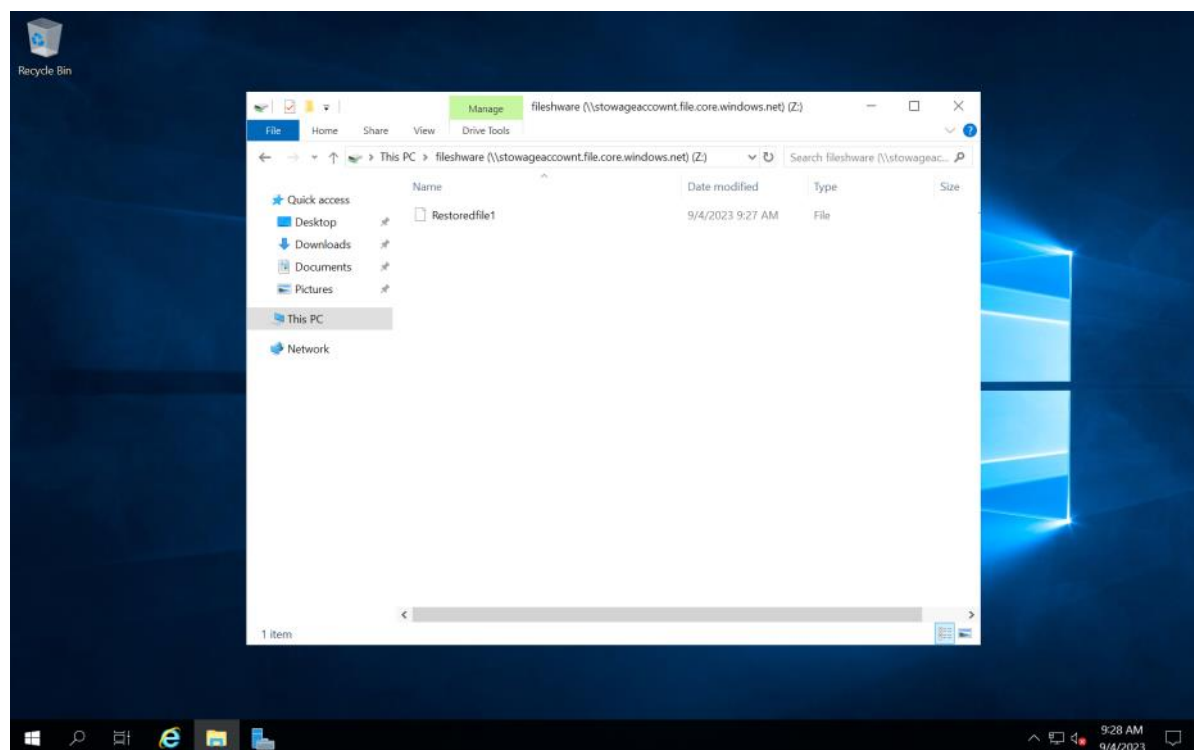 Recycle Bin
Manage
fileshware (\\stowageaccownt.file.core.windows.net) (Z:)
File
Home
Share
View
Drive Tools
This PC > fileshware (\\stowageaccownt.file.core.windows.net) (Z:)
Search fileshware (\\stowageac...
Name
Date modified
Type
Size
Quick access
Restoredfile1
9/4/2023 9:27 AM
File
Desktop
Downloads
Documents
Pictures
This PC
Network
1 item
9:28 AM
9/4/2023